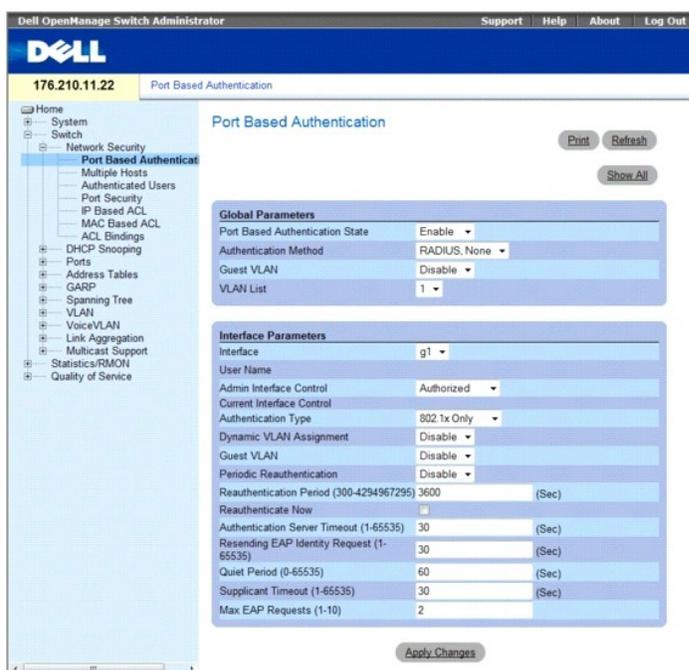 Dell OpenManage Switch Administrator Support Help About Log Out
DELL
176.210.11.22 Port Based Authentication
Home
System
Switch
Network Security
Port Based Authenticati
Multiple Hosts
Authenticated Users
Port Security
IP Based ACL
MAC Based ACL
ACL Bindings
DHCP Snooping
Ports
Address Tables
GARP
Spanning Tree
VLAN
VoiceVLAN
Link Aggregation
Multicast Support
Statistics/RMON
Quality of Service
Port Based Authentication
Print Refresh
Show All
Global Parameters
Port Based Authentication State Enable
Authentication Method RADIUS, None
Guest VLAN Disable
VLAN List 1
Interface Parameters
Interface g1
User Name
Admin Interface Control Authorized
Current Interface Control
Authentication Type 802.1x Only
Dynamic VLAN Assignment Disable
Guest VLAN Disable
Periodic Reauthentication Disable
Reauthentication Period (300-4294967295) 3600 (Sec)
Reauthenticate Now
Authentication Server Timeout (1-65535) 30 (Sec)
Resending EAP Identity Request (1-
65535) 30 (Sec)
Quiet Period (0-65535) 60 (Sec)
Supplicant Timeout (1-65535) 30 (Sec)
Max EAP Requests (1-10) 2
Apply Changes